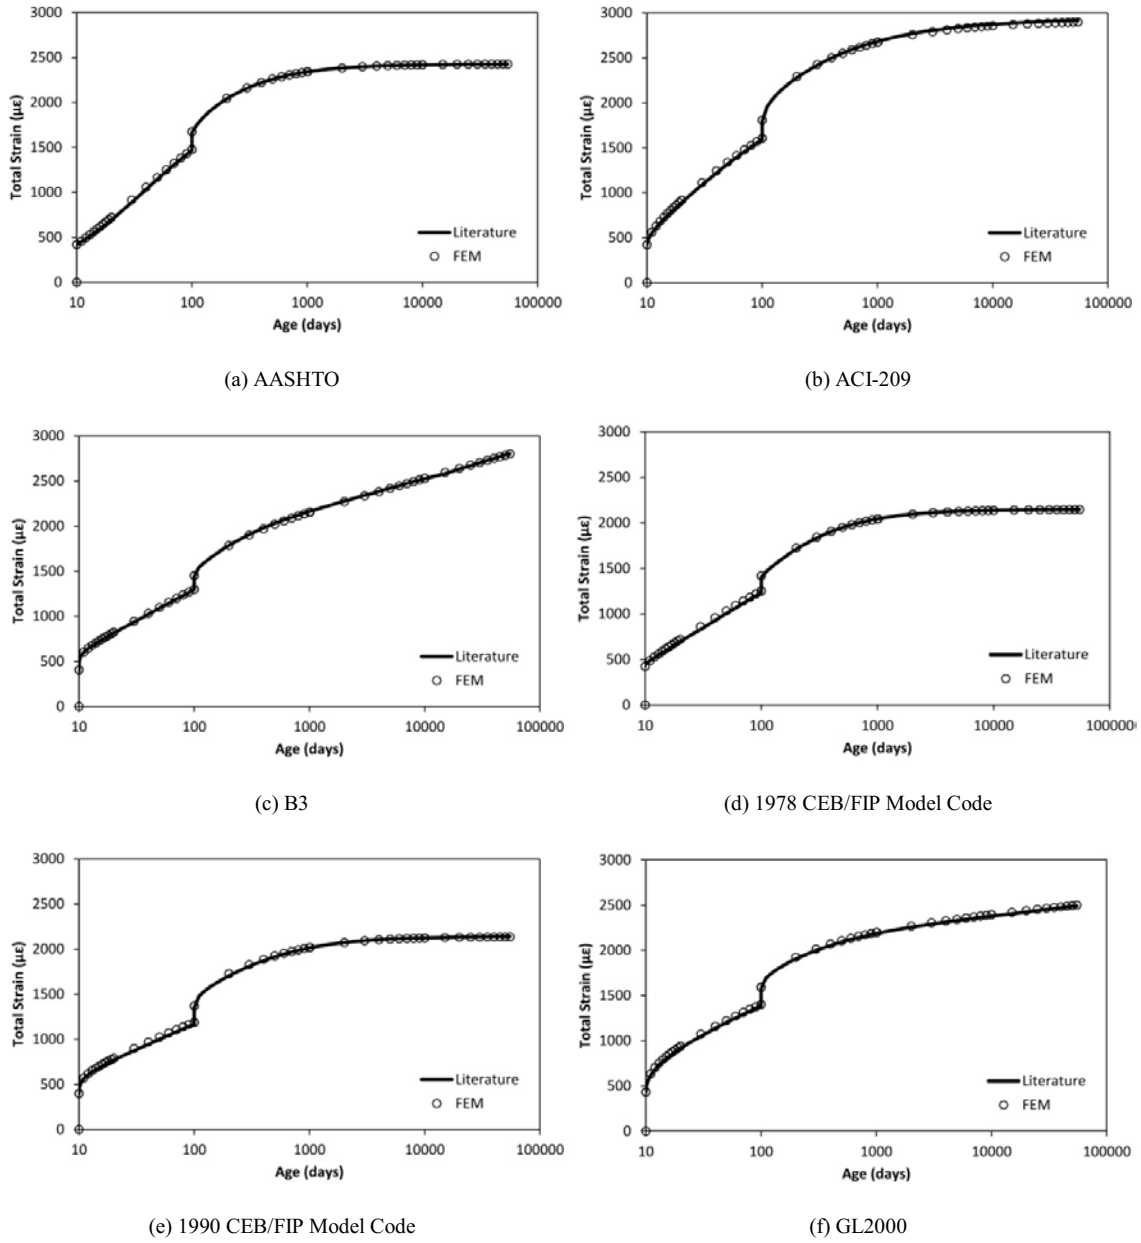 3000
2500
2000
1500
1000
500
0
Total Strain (µε)
Literature
FEM
10 100 1000 10000 100000
Age (days)
(a) AASHTO
3000
2500
2000
1500
1000
500
0
Total Strain (µε)
Literature
FEM
10 100 1000 10000 100000
Age (days)
(b) ACI-209
3000
2500
2000
1500
1000
500
0
Total Strain (µε)
Literature
FEM
10 100 1000 10000 100000
Age (days)
(c) B3
3000
2500
2000
1500
1000
500
0
Total Strain (µε)
Literature
FEM
10 100 1000 10000 100000
Age (days)
(d) 1978 CEB/FIP Model Code
3000
2500
2000
1500
1000
500
0
Total Strain (µε)
Literature
FEM
10 100 1000 10000 100000
Age (days)
(e) 1990 CEB/FIP Model Code
3000
2500
2000
1500
1000
500
0
Total Strain (µε)
Literature
FEM
10 100 1000 10000 100000
Age (days)
(f) GL2000